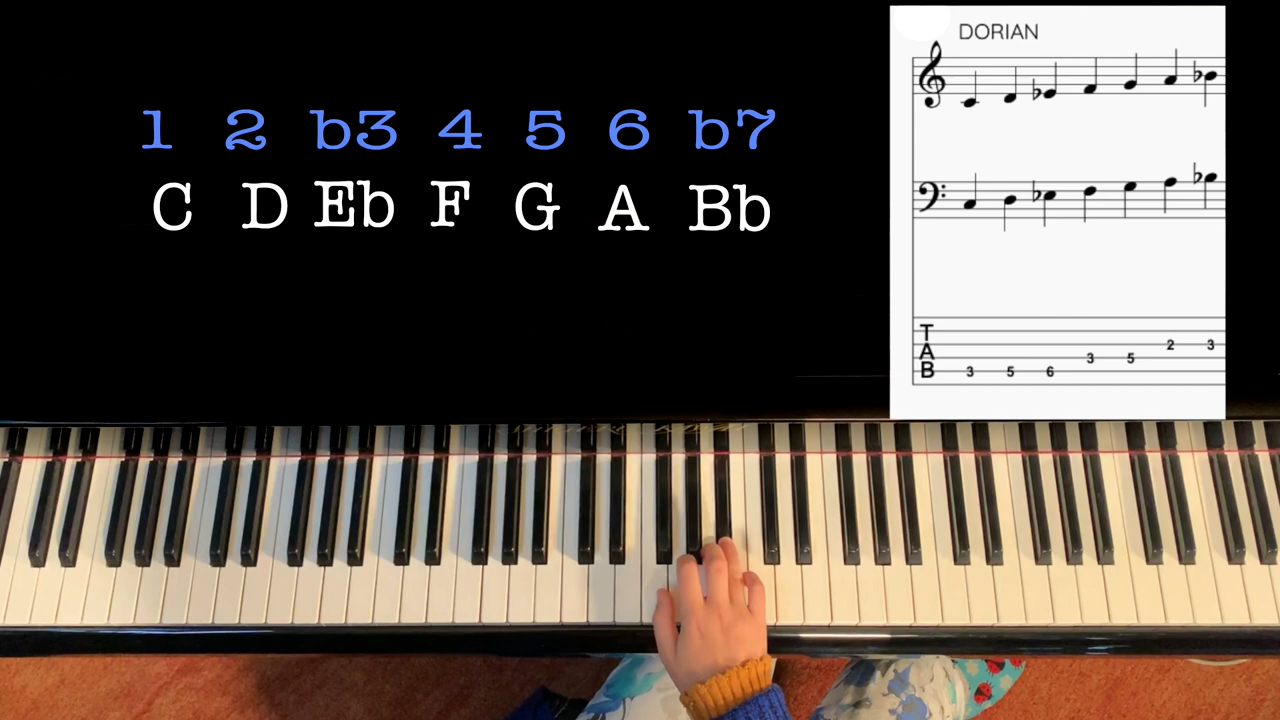 1 2 b3 4 5 6 b7
C D Eb F G A Bb
DORIAN
T
A
B
3 5 6 3 5 2 3